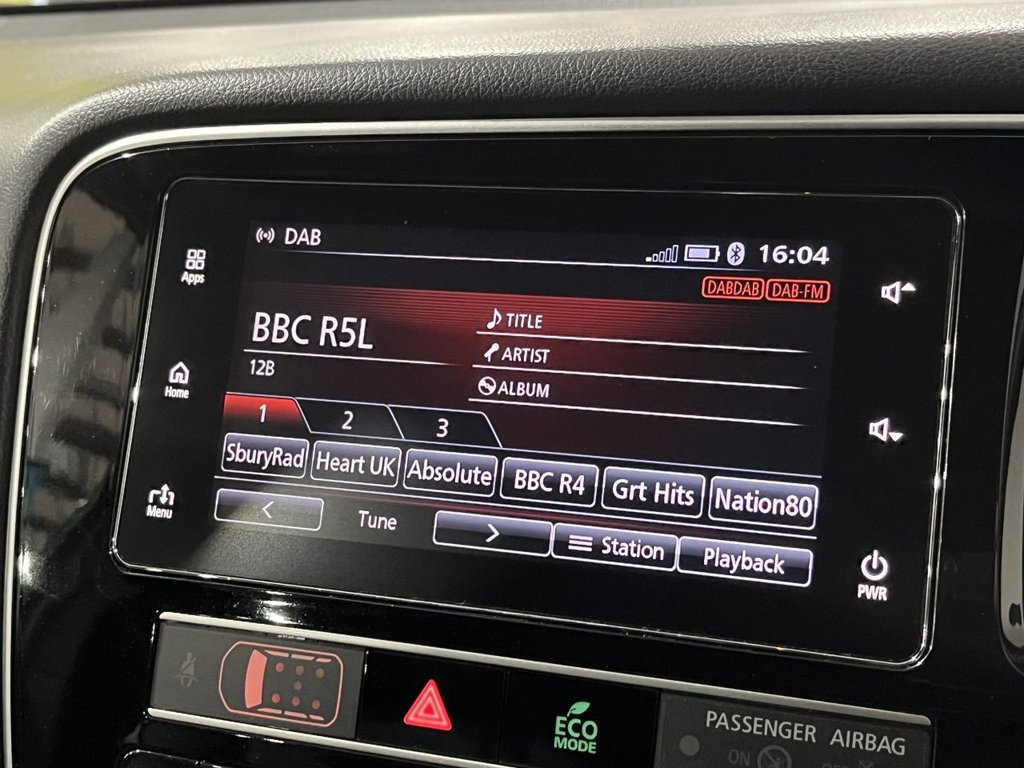 DAB
16:04
DABDAB DAB-FM
Apps
BBC R5L
TITLE
12B
ARTIST
Home
ALBUM
1 2 3
SburyRad Heart UK Absolute BBC R4 Grt Hits Nation80
Menu
< Tune > Station Playback
PWR
ECO
MODE
PASSENGER AIRBAG
ON